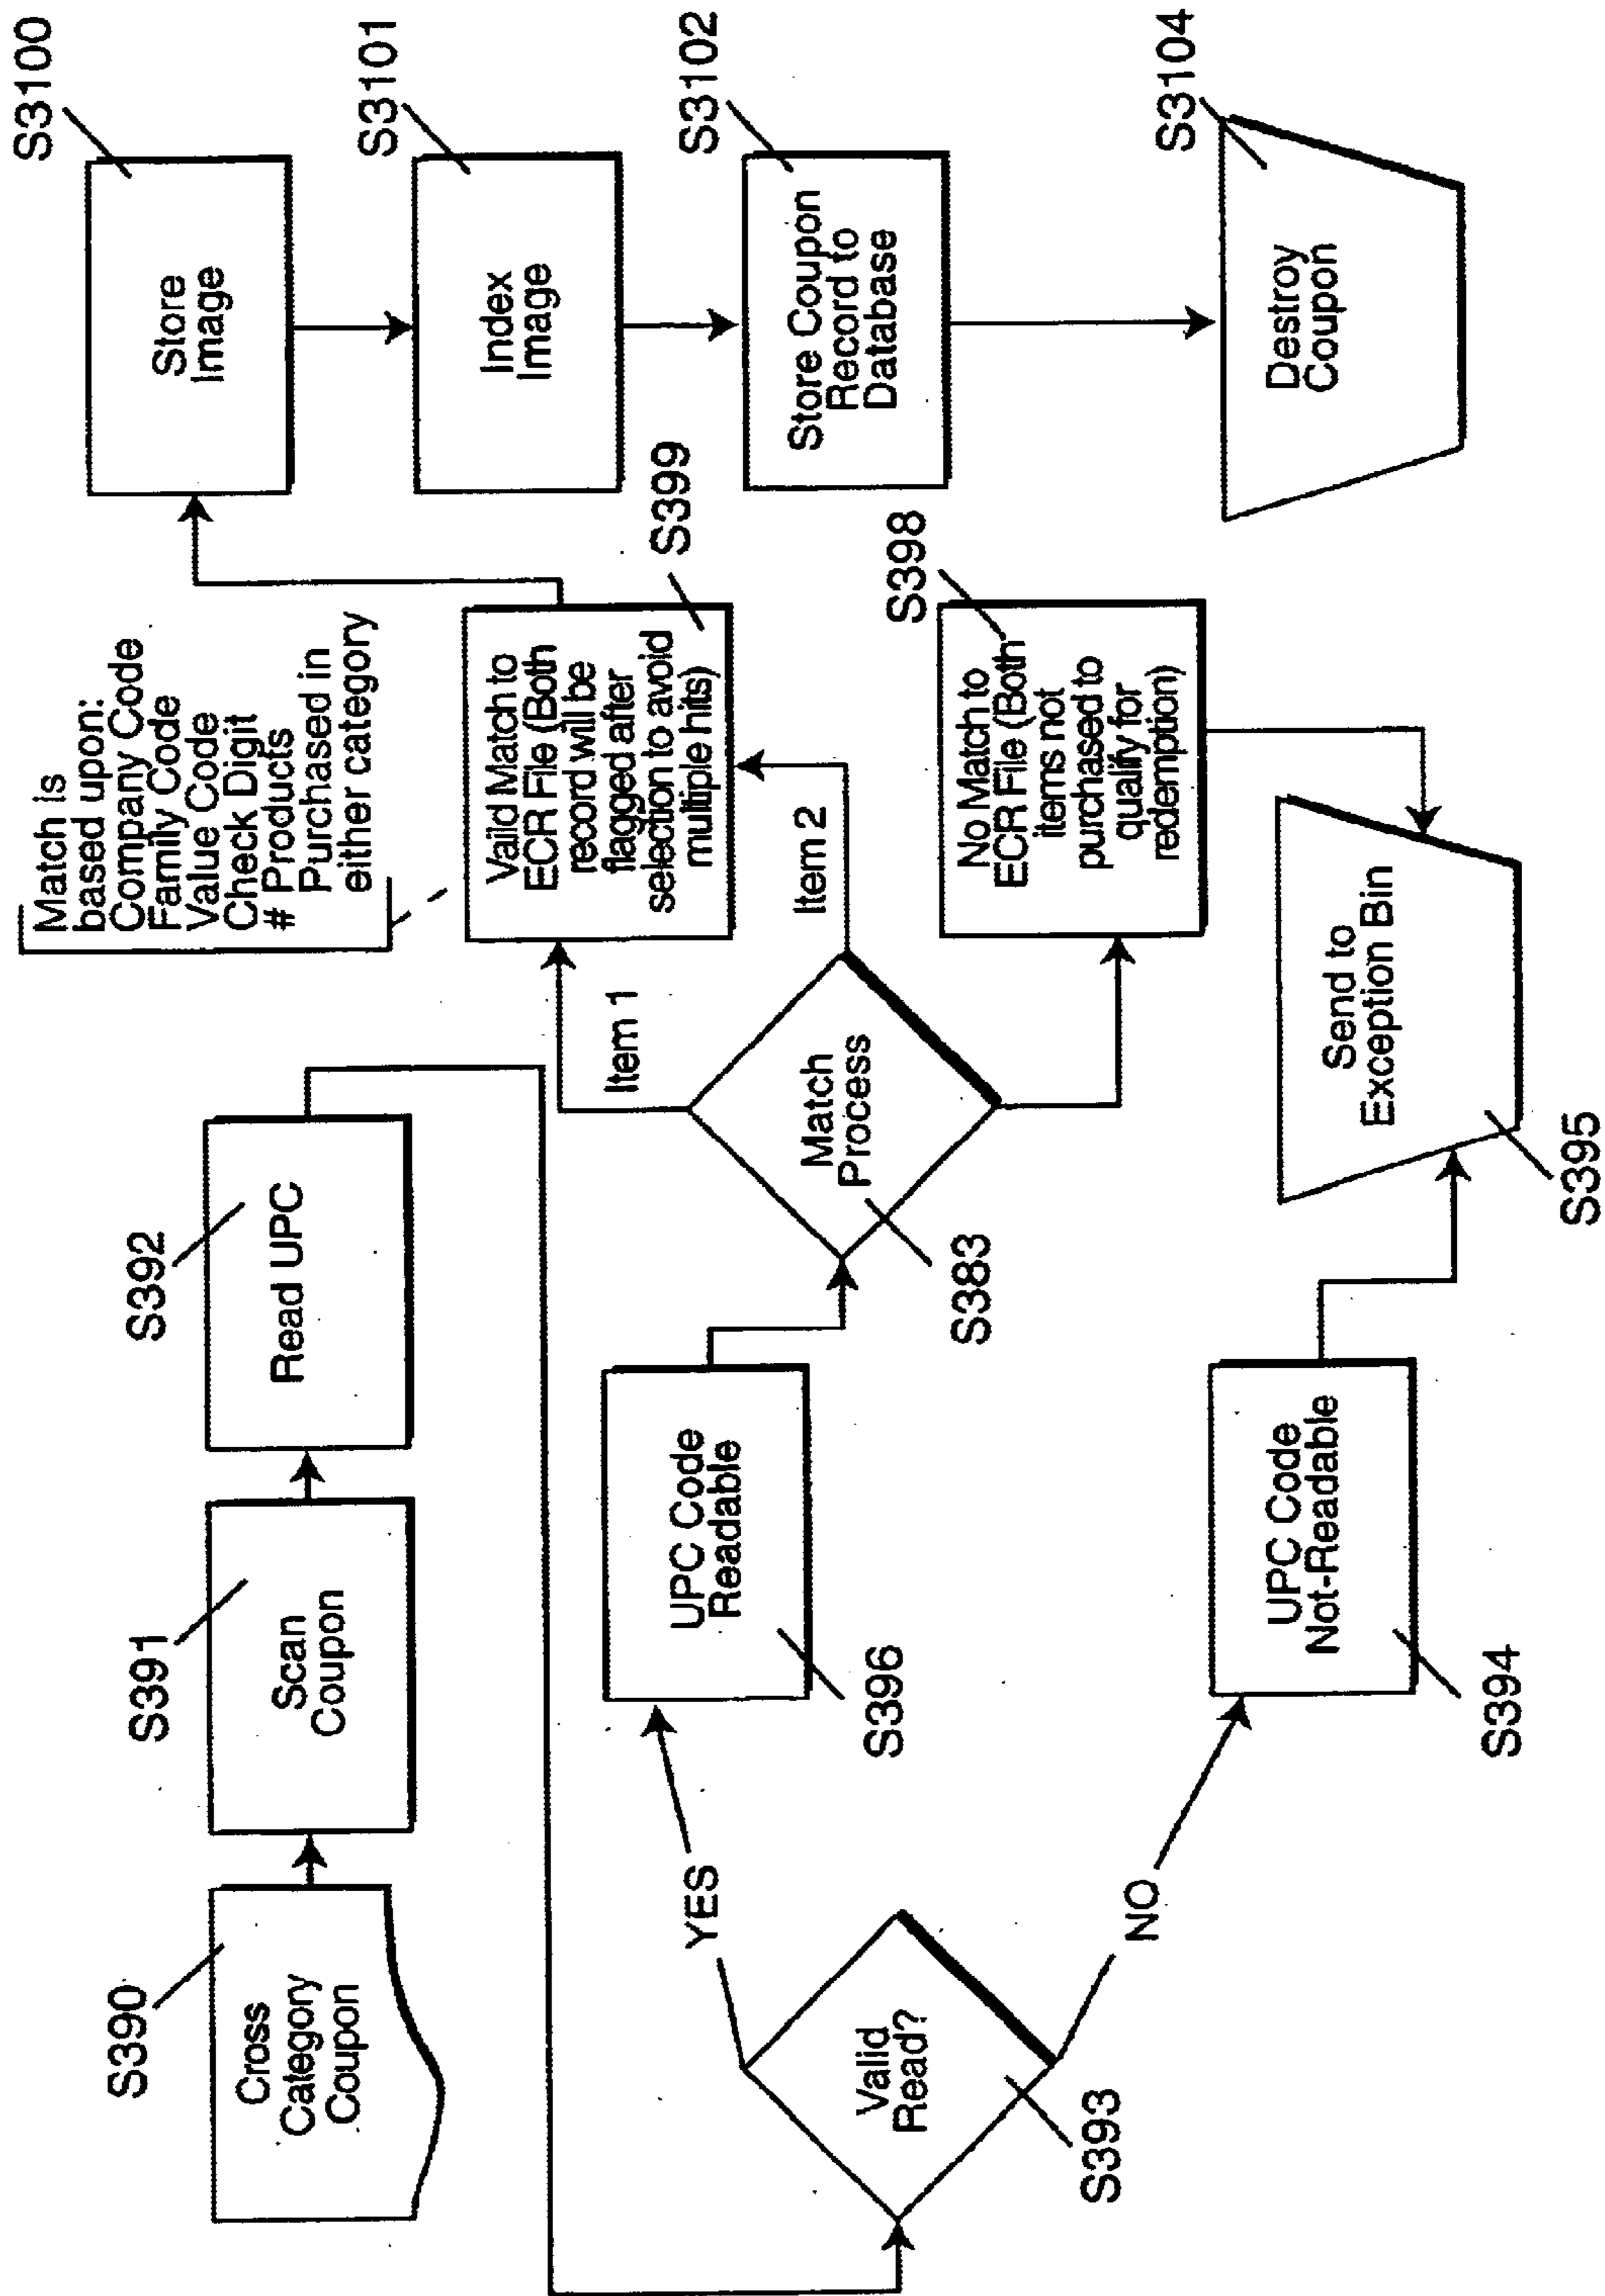 S390
Cross
Category
Coupon
S391
Scan
Coupon
S392
Read UPC
Match is
based upon:
Company Code
Family Code
Value Code
Check Digit
# Products
Purchased in
either category
S3100
Store
Image
S3101
Index
Image
S3102
Store Coupon
Record to
Database
S3104
Destroy
Coupon
Valid Match to
ECR File (Both
record will be
flagged after
selection to avoid
multiple hits)
S399
Item 1
Item 2
Match
Process
S383
No Match to
ECR File (Both
items not
purchased to
qualify for
redemption)
S398
UPC Code
Readable
S396
YES
Valid
Read?
S393
NO
UPC Code
Not-Readable
S394
Send to
Exception Bin
S395